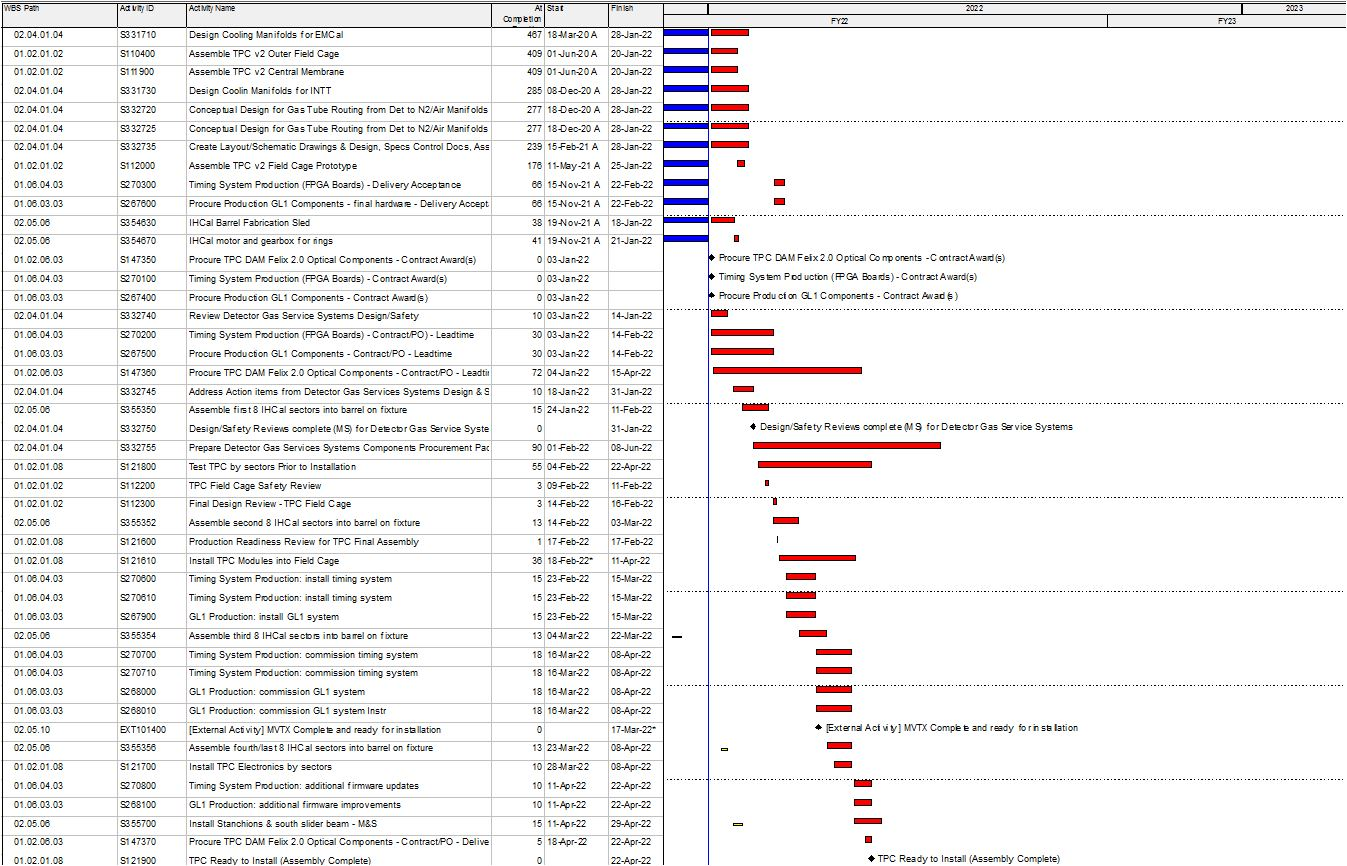 WBS Path Activity ID Activity Name At Completion Start Finish 2022 2023
FY22 FY23
02.04.01.04 S331710 Design Cooling Manifolds for EMCal 467 18-Mar-20 A 28-Jan-22
01.02.01.02 S110400 Assemble TPC v2 Outer Field Cage 409 01-Jun-20 A 20-Jan-22
01.02.01.02 S111900 Assemble TPC v2 Central Membrane 409 01-Jun-20 A 20-Jan-22
02.04.01.04 S331730 Design Coolin Manifolds for INTT 285 08-Dec-20 A 28-Jan-22
02.04.01.04 S332720 Conceptual Design for Gas Tube Routing from Det to N2/Air Manifolds 277 18-Dec-20 A 28-Jan-22
02.04.01.04 S332725 Conceptual Design for Gas Tube Routing from Det to N2/Air Manifolds 277 18-Dec-20 A 28-Jan-22
02.04.01.04 S332735 Create Layout/Schematic Drawings & Design, Specs Control Docs, Ass 239 15-Feb-21 A 28-Jan-22
01.02.01.02 S112000 Assemble TPC v2 Field Cage Prototype 176 11-May-21 A 25-Jan-22
01.06.04.03 S270300 Timing System Production (FPGA Boards) - Delivery Acceptance 66 15-Nov-21 A 22-Feb-22
01.06.03.03 S267600 Procure Production GL1 Components - final hardware - Delivery Accept 66 15-Nov-21 A 22-Feb-22
02.05.06 S354630 IHCal Barrel Fabrication Sled 38 19-Nov-21 A 18-Jan-22
02.05.06 S354670 IHCal motor and gearbox for rings 41 19-Nov-21 A 21-Jan-22
01.02.06.03 S147350 Procure TPC DAM Felix 2.0 Optical Components - Contract Award(s) 0 03-Jan-22 Procure TPC DAM Felix 2.0 Optical Components - Contract Award(s)
01.06.04.03 S270100 Timing System Production (FPGA Boards) - Contract Award(s) 0 03-Jan-22 Timing System Production (FPGA Boards) - Contract Award(s)
01.06.03.03 S267400 Procure Production GL1 Components - Contract Award(s) 0 03-Jan-22 Procure Production GL1 Components - Contract Award(s)
02.04.01.04 S332740 Review Detector Gas Service Systems Design/Safety 10 03-Jan-22 14-Jan-22
01.06.04.03 S270200 Timing System Production (FPGA Boards) - Contract/PO) - Leadtime 30 03-Jan-22 14-Feb-22
01.06.03.03 S267500 Procure Production GL1 Components - Contract/PO - Leadtime 30 03-Jan-22 14-Feb-22
01.02.06.03 S147360 Procure TPC DAM Felix 2.0 Optical Components - Contract/PO - Leadti 72 04-Jan-22 15-Apr-22
02.04.01.04 S332745 Address Action items from Detector Gas Services Systems Design & S 10 18-Jan-22 31-Jan-22
02.05.06 S355350 Assemble first 8 IHCal sectors into barrel on fixture 15 24-Jan-22 11-Feb-22
02.04.01.04 S332750 Design/Safety Reviews complete (MS) for Detector Gas Service Syste 0 31-Jan-22 Design/Safety Reviews complete (MS) for Detector Gas Service Systems
02.04.01.04 S332755 Prepare Detector Gas Services Systems Components Procurement Pac 90 01-Feb-22 08-Jun-22
01.02.01.08 S121800 Test TPC by sectors Prior to Installation 55 04-Feb-22 22-Apr-22
01.02.01.02 S112200 TPC Field Cage Safety Review 3 09-Feb-22 11-Feb-22
01.02.01.02 S112300 Final Design Review - TPC Field Cage 3 14-Feb-22 16-Feb-22
02.05.06 S355352 Assemble second 8 IHCal sectors into barrel on fixture 13 14-Feb-22 03-Mar-22
01.02.01.08 S121600 Production Readiness Review for TPC Final Assembly 1 17-Feb-22 17-Feb-22
01.02.01.08 S121610 Install TPC Modules into Field Cage 36 18-Feb-22* 11-Apr-22
01.06.04.03 S270600 Timing System Production: install timing system 15 23-Feb-22 15-Mar-22
01.06.04.03 S270610 Timing System Production: install timing system 15 23-Feb-22 15-Mar-22
01.06.03.03 S267900 GL1 Production: install GL1 system 15 23-Feb-22 15-Mar-22
02.05.06 S355354 Assemble third 8 IHCal sectors into barrel on fixture 13 04-Mar-22 22-Mar-22
01.06.04.03 S270700 Timing System Production: commission timing system 18 16-Mar-22 08-Apr-22
01.06.04.03 S270710 Timing System Production: commission timing system 18 16-Mar-22 08-Apr-22
01.06.03.03 S268000 GL1 Production: commission GL1 system 18 16-Mar-22 08-Apr-22
01.06.03.03 S268010 GL1 Production: commission GL1 system Instr 18 16-Mar-22 08-Apr-22
02.05.10 EXT101400 [External Activity] MVTX Complete and ready for installation 0 17-Mar-22* [External Activity] MVTX Complete and ready for installation
02.05.06 S355356 Assemble fourth/last 8 IHCal sectors into barrel on fixture 13 23-Mar-22 08-Apr-22
01.02.01.08 S121700 Install TPC Electronics by sectors 10 28-Mar-22 08-Apr-22
01.06.04.03 S270800 Timing System Production: additional firmware updates 10 11-Apr-22 22-Apr-22
01.06.03.03 S268100 GL1 Production: additional firmware improvements 10 11-Apr-22 22-Apr-22
02.05.06 S355700 Install Stanchions & south slider beam - M&S 15 11-Apr-22 29-Apr-22
01.02.06.03 S147370 Procure TPC DAM Felix 2.0 Optical Components - Contract/PO - Delive 5 18-Apr-22 22-Apr-22
01.02.01.08 S121900 TPC Ready to Install (Assembly Complete) 0 22-Apr-22 TPC Ready to Install (Assembly Complete)